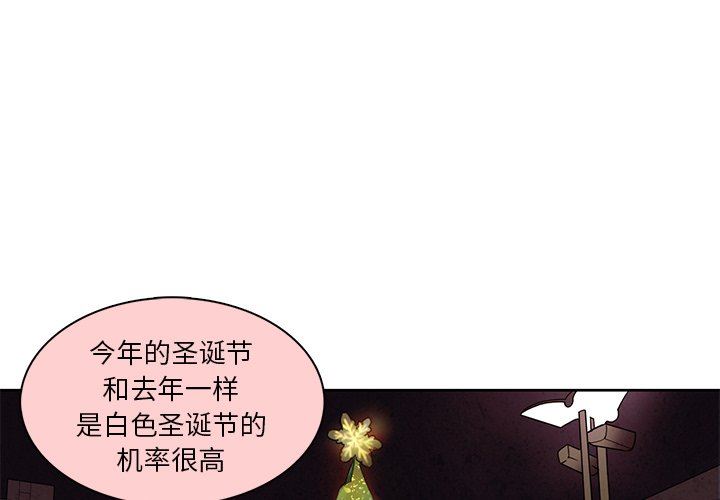 今年的圣诞节
和去年一样
是白色圣诞节的
机率很高